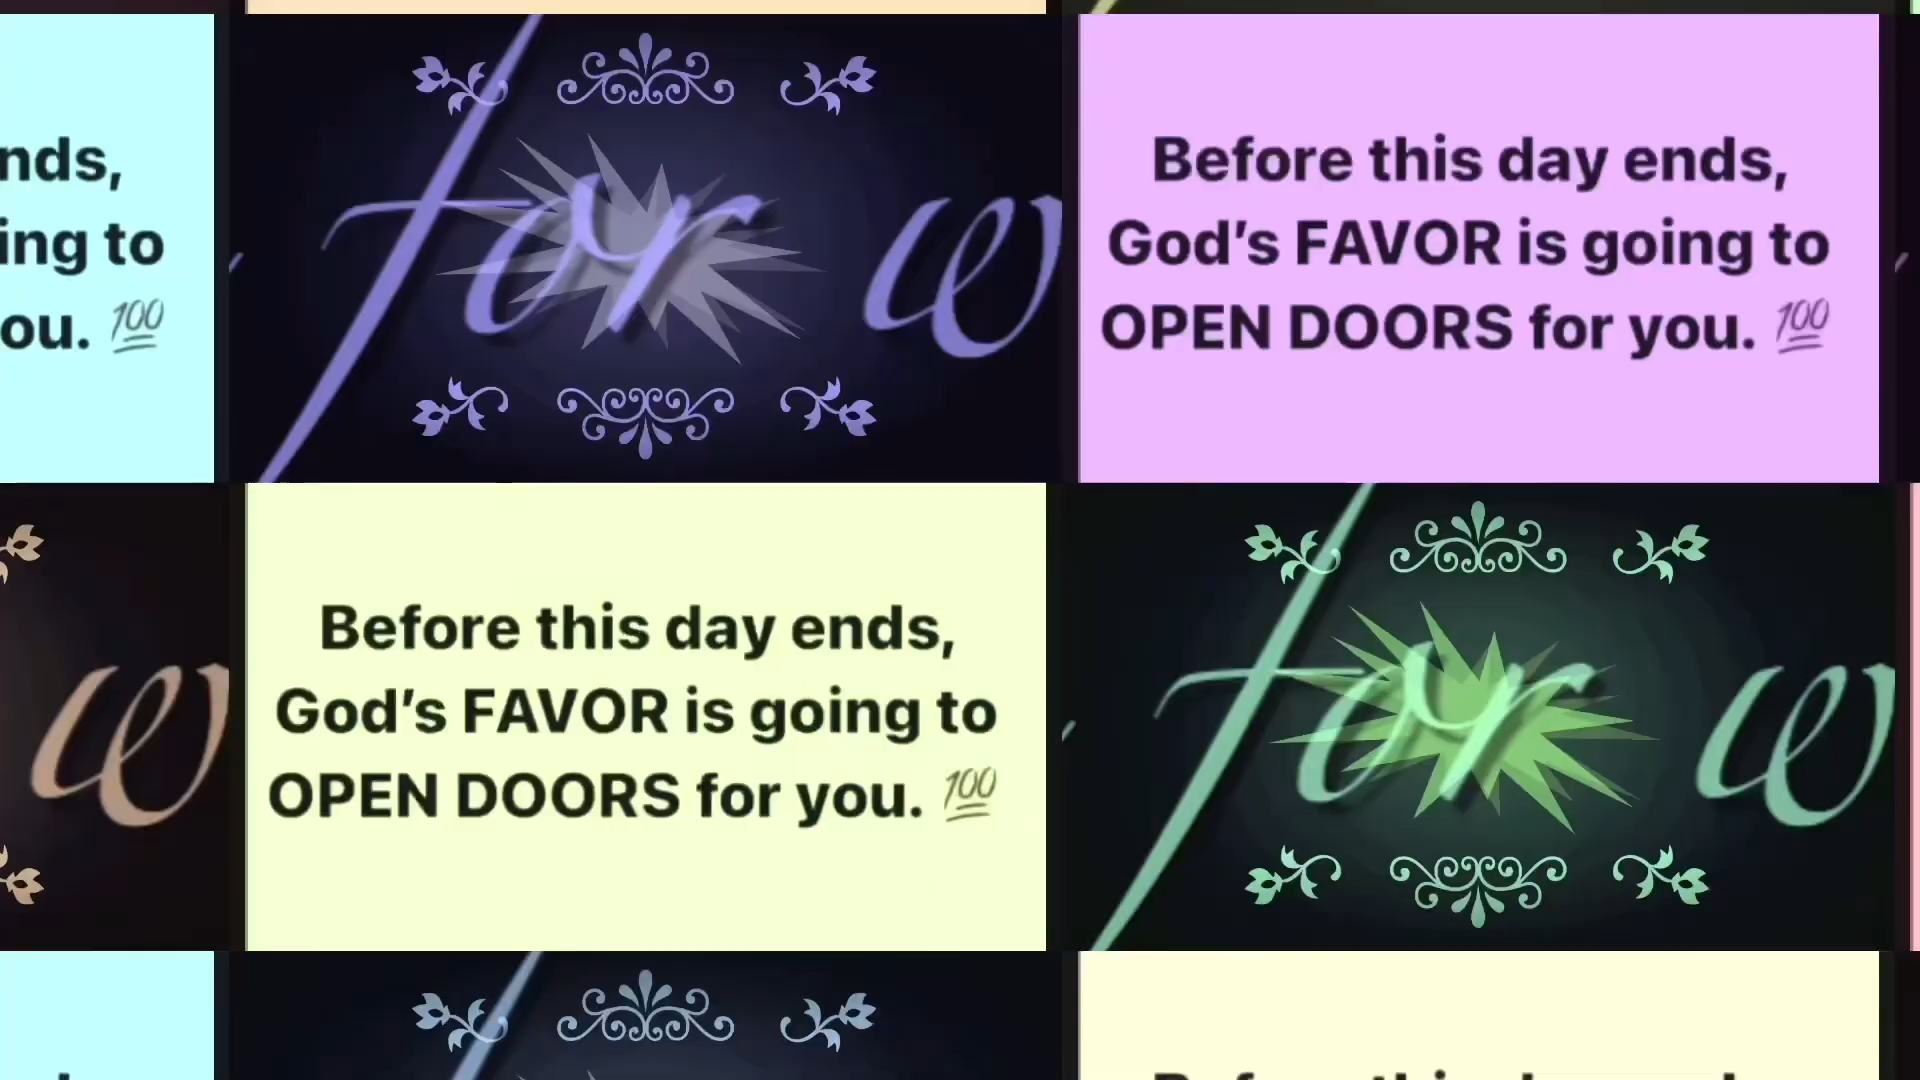 nds,
ing to
ou. 💯
for w
Before this day ends,
God's FAVOR is going to
OPEN DOORS for you. 💯
w
Before this day ends,
God's FAVOR is going to
OPEN DOORS for you. 💯
for w